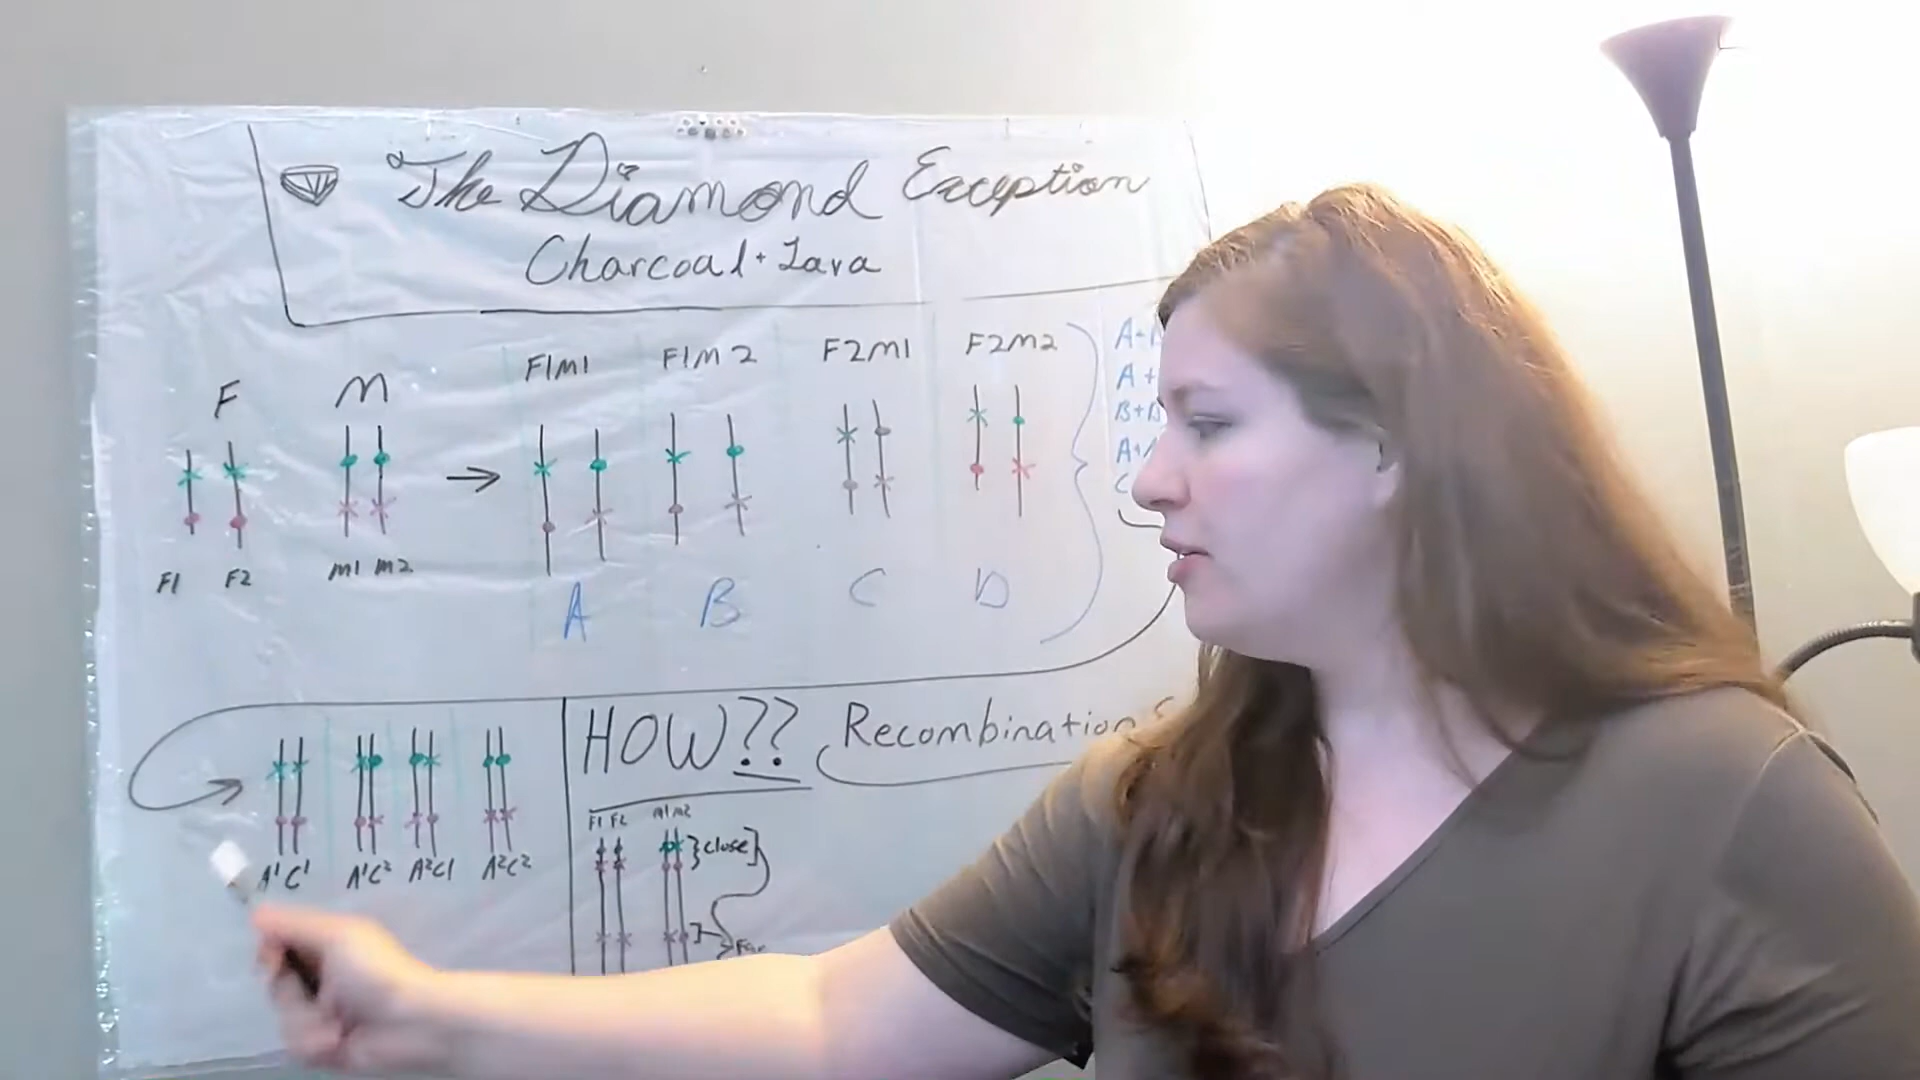 The Diamond Exception
Charcoal + Lava
F M
F1 F2 M1 M2
F1M1 F1M2 F2M1 F2M2
A B C D
A+
A+
B+B
A+
C
A¹C¹ A¹C² A²C1 A²C²
HOW?? Recombination
F1 F2 M1 M2
close
Far